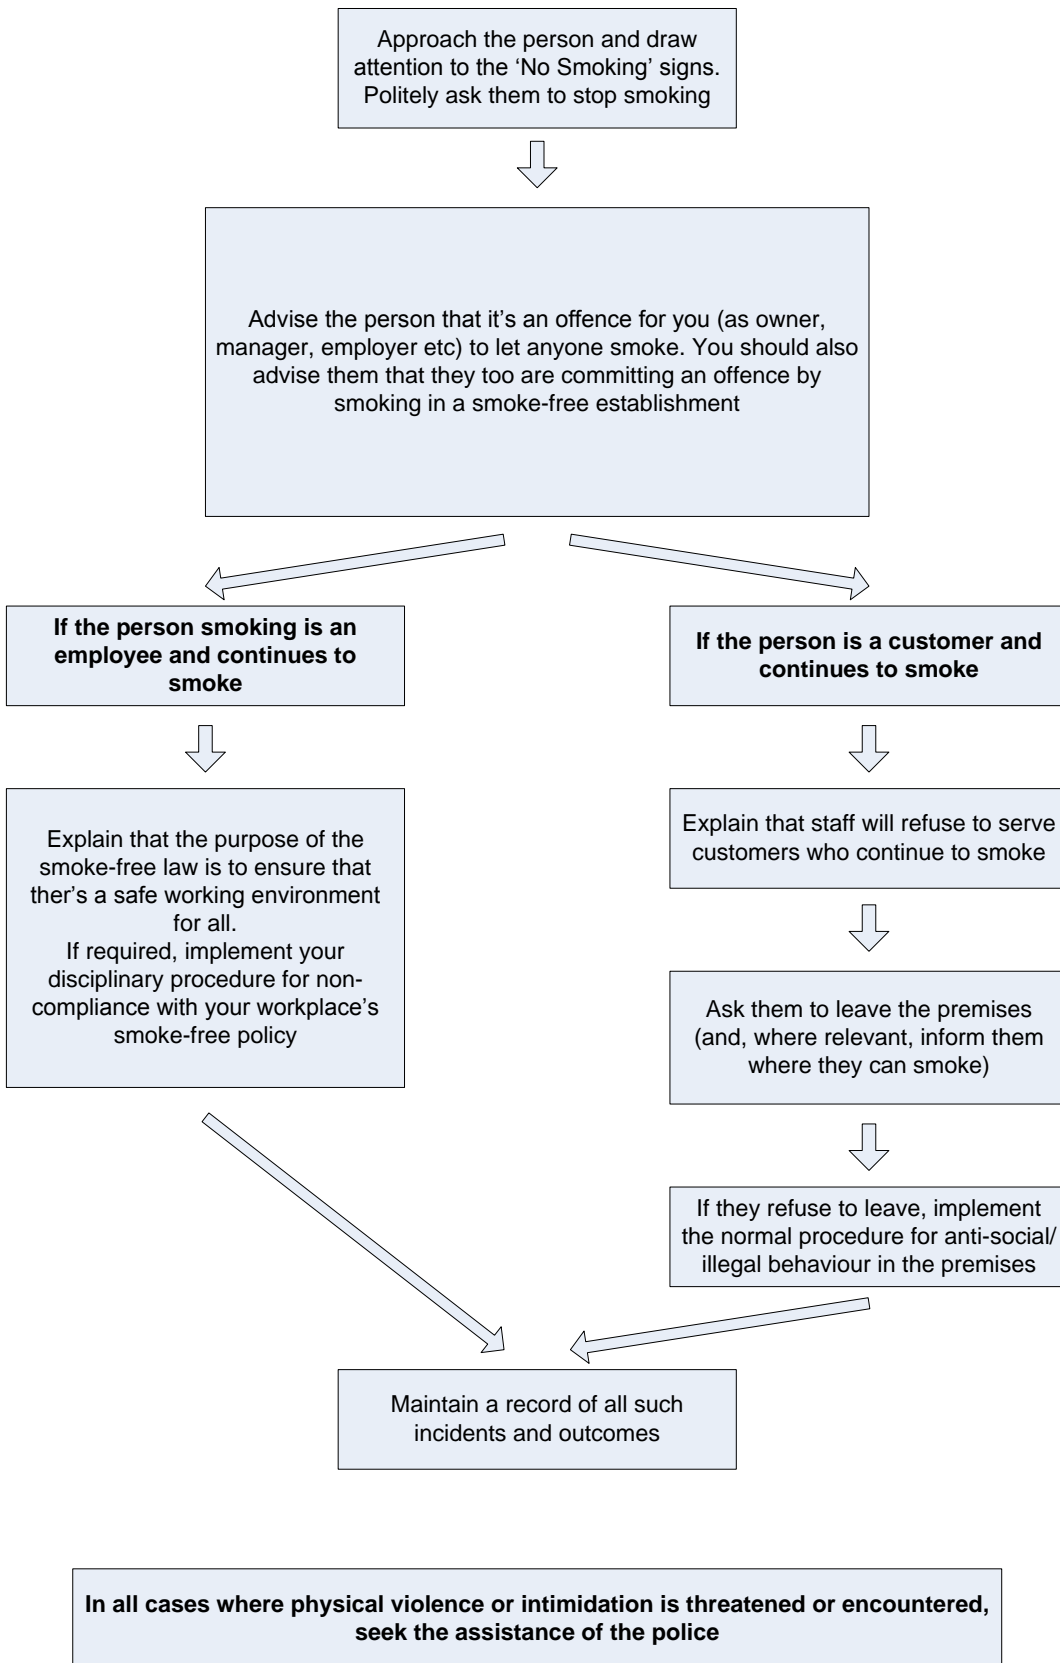 Approach the person and draw
attention to the ‘No Smoking’ signs.
Politely ask them to stop smoking
Advise the person that it’s an offence for you (as owner,
manager, employer etc) to let anyone smoke. You should also
advise them that they too are committing an offence by
smoking in a smoke-free establishment
If the person smoking is an
employee and continues to
smoke
Explain that the purpose of the
smoke-free law is to ensure that
ther’s a safe working environment
for all.
If required, implement your
disciplinary procedure for non-
compliance with your workplace’s
smoke-free policy
If the person is a customer and
continues to smoke
Explain that staff will refuse to serve
customers who continue to smoke
Ask them to leave the premises
(and, where relevant, inform them
where they can smoke)
If they refuse to leave, implement
the normal procedure for anti-social/
illegal behaviour in the premises
Maintain a record of all such
incidents and outcomes
In all cases where physical violence or intimidation is threatened or encountered,
seek the assistance of the police